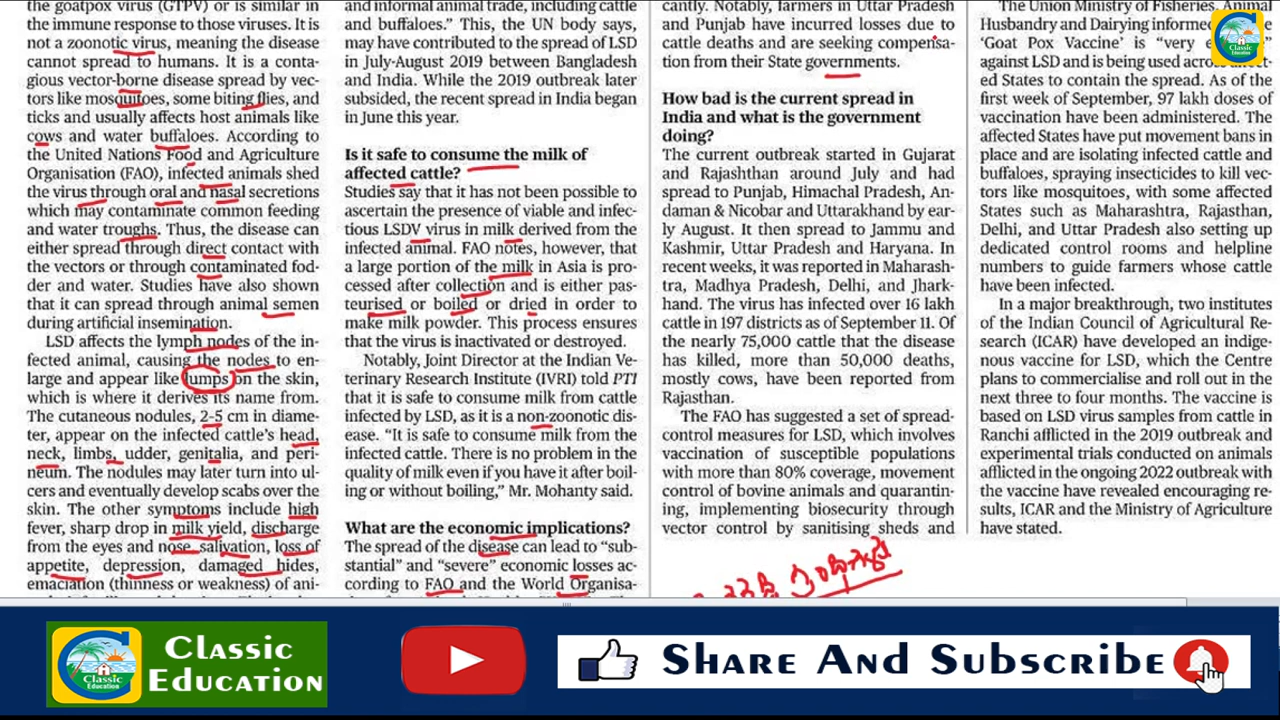 the goatpox virus (GTPV) or is similar in
the immune response to those viruses. It is
not a zoonotic virus, meaning the disease
cannot spread to humans. It is a conta-
gious vector-borne disease spread by vec-
tors like mosquitoes, some biting flies, and
ticks and usually affects host animals like
cows and water buffaloes. According to
the United Nations Food and Agriculture
Organisation (FAO), infected animals shed
the virus through oral and nasal secretions
which may contaminate common feeding
and water troughs. Thus, the disease can
either spread through direct contact with
the vectors or through contaminated fod-
der and water. Studies have also shown
that it can spread through animal semen
during artificial insemination.
LSD affects the lymph nodes of the in-
fected animal, causing the nodes to en-
large and appear like lumps on the skin,
which is where it derives its name from.
The cutaneous nodules, 2-5 cm in diame-
ter, appear on the infected cattle's head,
neck, limbs, udder, genitalia, and peri-
neum. The nodules may later turn into ul-
cers and eventually develop scabs over the
skin. The other symptoms include high
fever, sharp drop in milk yield, discharge
from the eyes and nose, salivation, loss of
appetite, depression, damaged hides,
emaciation (thinness or weakness) of ani-
and informal animal trade, including cattle
and buffaloes." This, the UN body says,
may have contributed to the spread of LSD
in July-August 2019 between Bangladesh
and India. While the 2019 outbreak later
subsided, the recent spread in India began
in June this year.
Is it safe to consume the milk of
affected cattle?
Studies say that it has not been possible to
ascertain the presence of viable and infec-
tious LSDV virus in milk derived from the
infected animal. FAO notes, however, that
a large portion of the milk in Asia is pro-
cessed after collection and is either pas-
teurised or boiled or dried in order to
make milk powder. This process ensures
that the virus is inactivated or destroyed.
Notably, Joint Director at the Indian Ve-
terinary Research Institute (IVRI) told PTI
that it is safe to consume milk from cattle
infected by LSD, as it is a non-zoonotic dis-
ease. "It is safe to consume milk from the
infected cattle. There is no problem in the
quality of milk even if you have it after boil-
ing or without boiling," Mr. Mohanty said.
What are the economic implications?
The spread of the disease can lead to "sub-
stantial" and "severe" economic losses ac-
cording to FAO and the World Organisa-
cantly. Notably, farmers in Uttar Pradesh
and Punjab have incurred losses due to
cattle deaths and are seeking compensa-
tion from their State governments.
How bad is the current spread in
India and what is the government
doing?
The current outbreak started in Gujarat
and Rajashthan around July and had
spread to Punjab, Himachal Pradesh, An-
daman & Nicobar and Uttarakhand by ear-
ly August. It then spread to Jammu and
Kashmir, Uttar Pradesh and Haryana. In
recent weeks, it was reported in Maharash-
tra, Madhya Pradesh, Delhi, and Jhark-
hand. The virus has infected over 16 lakh
cattle in 197 districts as of September 11. Of
the nearly 75,000 cattle that the disease
has killed, more than 50,000 deaths,
mostly cows, have been reported from
Rajasthan.
The FAO has suggested a set of spread-
control measures for LSD, which involves
vaccination of susceptible populations
with more than 80% coverage, movement
control of bovine animals and quarantin-
ing, implementing biosecurity through
vector control by sanitising sheds and
The Union Ministry of Fisheries, Animal
Husbandry and Dairying informed
'Goat Pox Vaccine' is "very
against LSD and is being used across
ed States to contain the spread. As of the
first week of September, 97 lakh doses of
vaccination have been administered. The
affected States have put movement bans in
place and are isolating infected cattle and
buffaloes, spraying insecticides to kill vec-
tors like mosquitoes, with some affected
States such as Maharashtra, Rajasthan,
Delhi, and Uttar Pradesh also setting up
dedicated control rooms and helpline
numbers to guide farmers whose cattle
have been infected.
In a major breakthrough, two institutes
of the Indian Council of Agricultural Re-
search (ICAR) have developed an indige-
nous vaccine for LSD, which the Centre
plans to commercialise and roll out in the
next three to four months. The vaccine is
based on LSD virus samples from cattle in
Ranchi afflicted in the 2019 outbreak and
experimental trials conducted on animals
afflicted in the ongoing 2022 outbreak with
the vaccine have revealed encouraging re-
sults, ICAR and the Ministry of Agriculture
have stated.
Classic
Education
Classic
Education
Classic
Education
Share And Subscribe